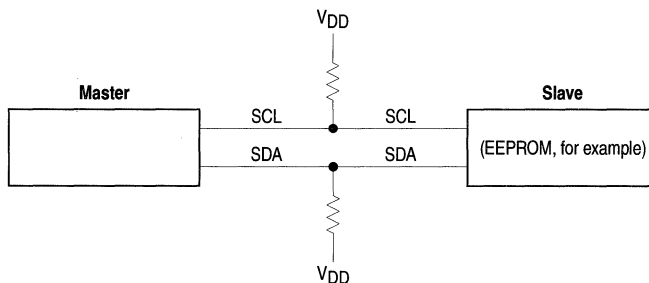 VDD
Master
Slave
SCL
SCL
SDA
SDA
(EEPROM, for example)
VDD